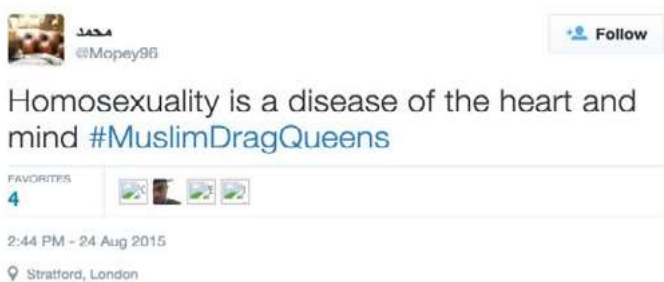 محمد
@Mopey96
Follow
Homosexuality is a disease of the heart and
mind #MuslimDragQueens
FAVORITES
4
2:44 PM - 24 Aug 2015
Stratford, London